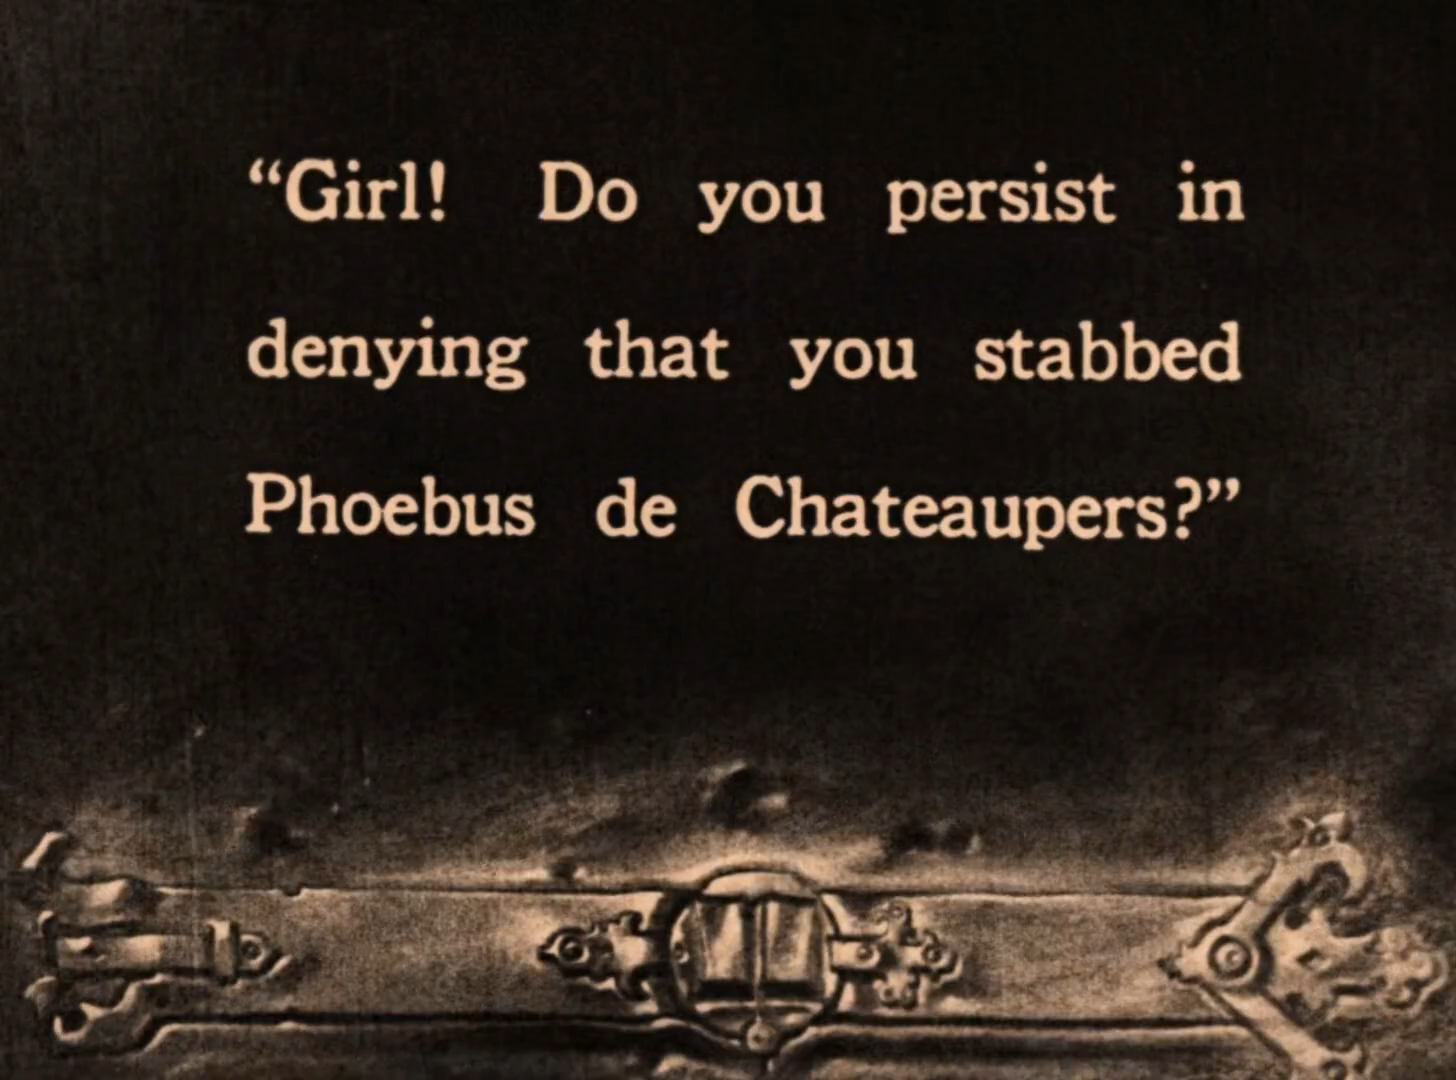 “Girl! Do you persist in
denying that you stabbed
Phoebus de Chateaupers?”